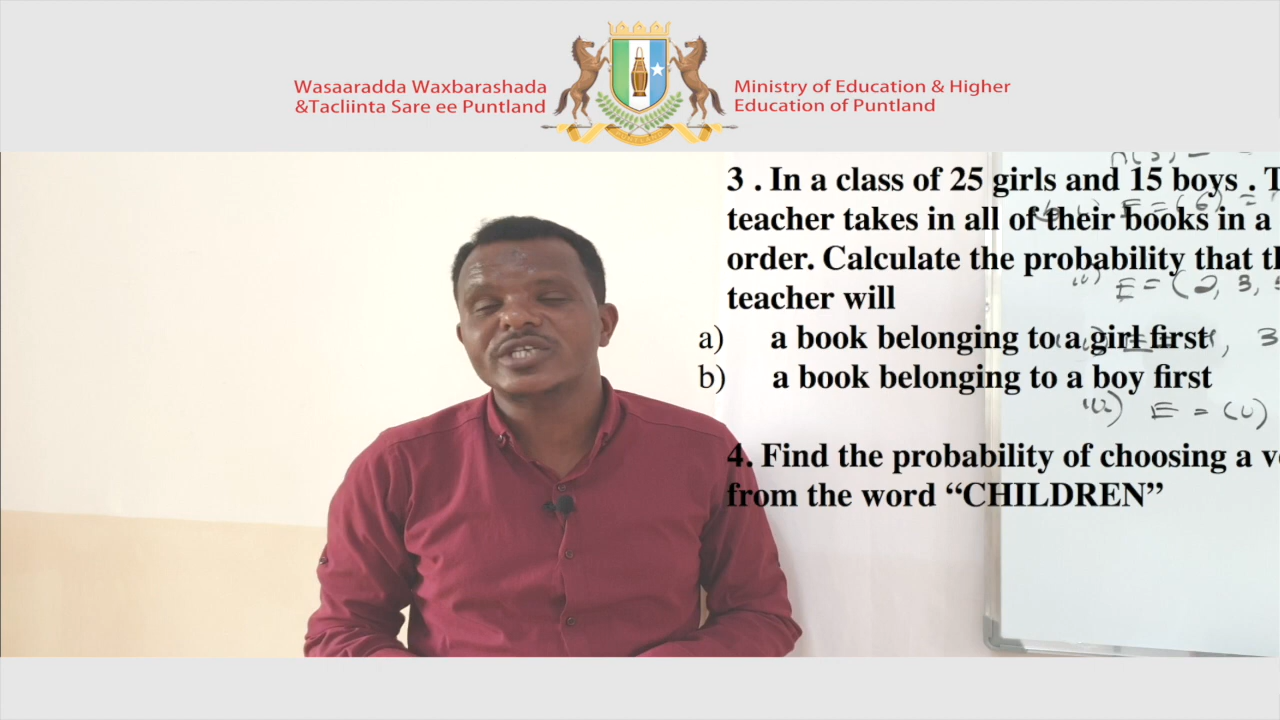 Wasaaradda Waxbarashada
&Tacliinta Sare ee Puntland
Ministry of Education & Higher
Education of Puntland
3 . In a class of 25 girls and 15 boys . T
teacher takes in all of their books in a
order. Calculate the probability that th
teacher will
a) a book belonging to a girl first
b) a book belonging to a boy first
4. Find the probability of choosing a v
from the word “CHILDREN”
E = (2, 3,
E = (U)